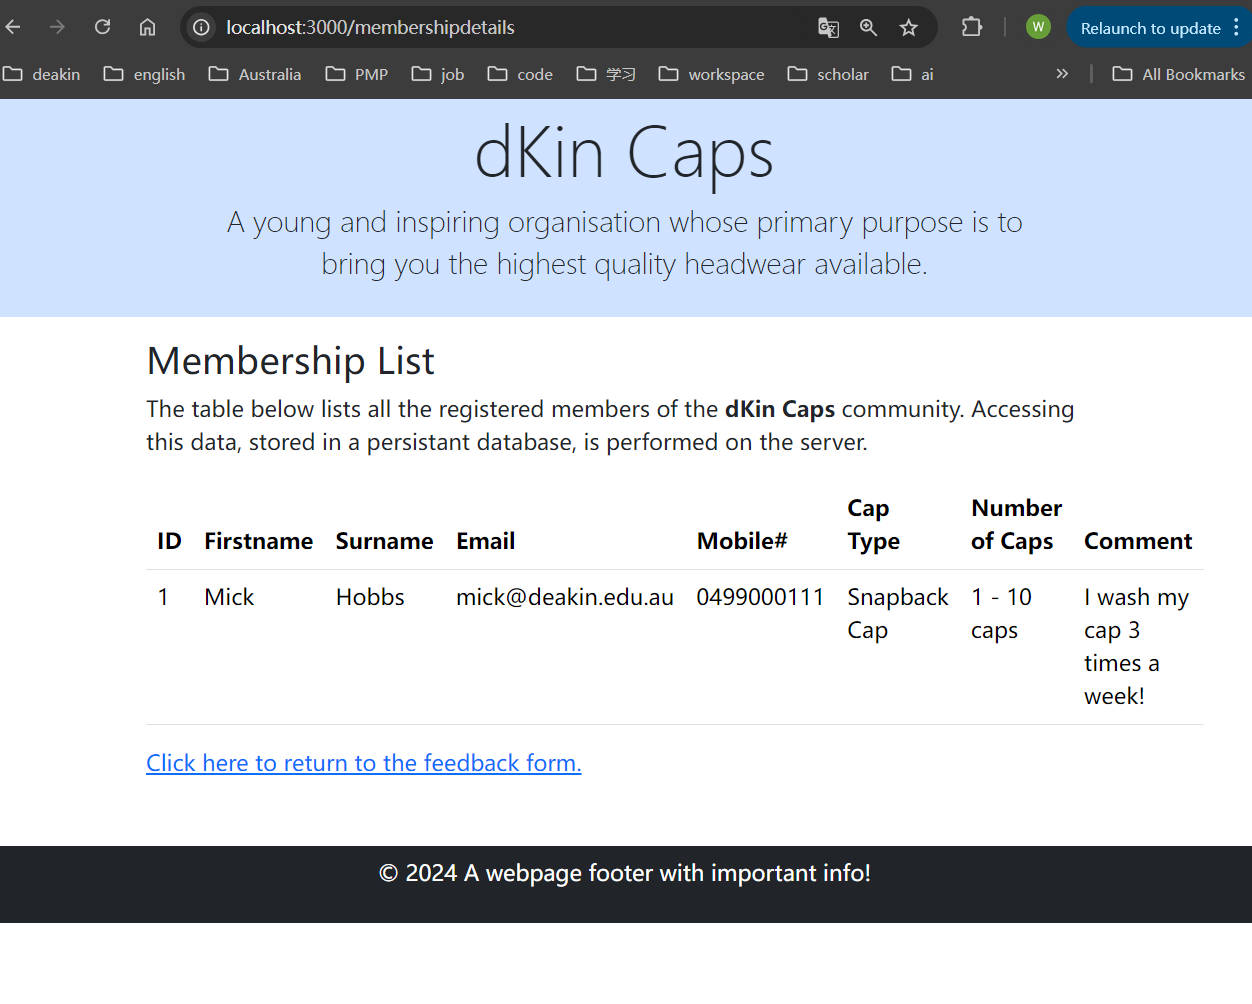 localhost:3000/membershipdetails
W
Relaunch to update
deakin english Australia PMP job code 学习 workspace scholar ai » All Bookmarks
dKin Caps
A young and inspiring organisation whose primary purpose is to
bring you the highest quality headwear available.
Membership List
The table below lists all the registered members of the dKin Caps community. Accessing
this data, stored in a persistant database, is performed on the server.
ID Firstname Surname Email Mobile# Cap Type Number of Caps Comment
1 Mick Hobbs mick@deakin.edu.au 0499000111 Snapback Cap 1 - 10 caps I wash my cap 3 times a week!
Click here to return to the feedback form.
© 2024 A webpage footer with important info!